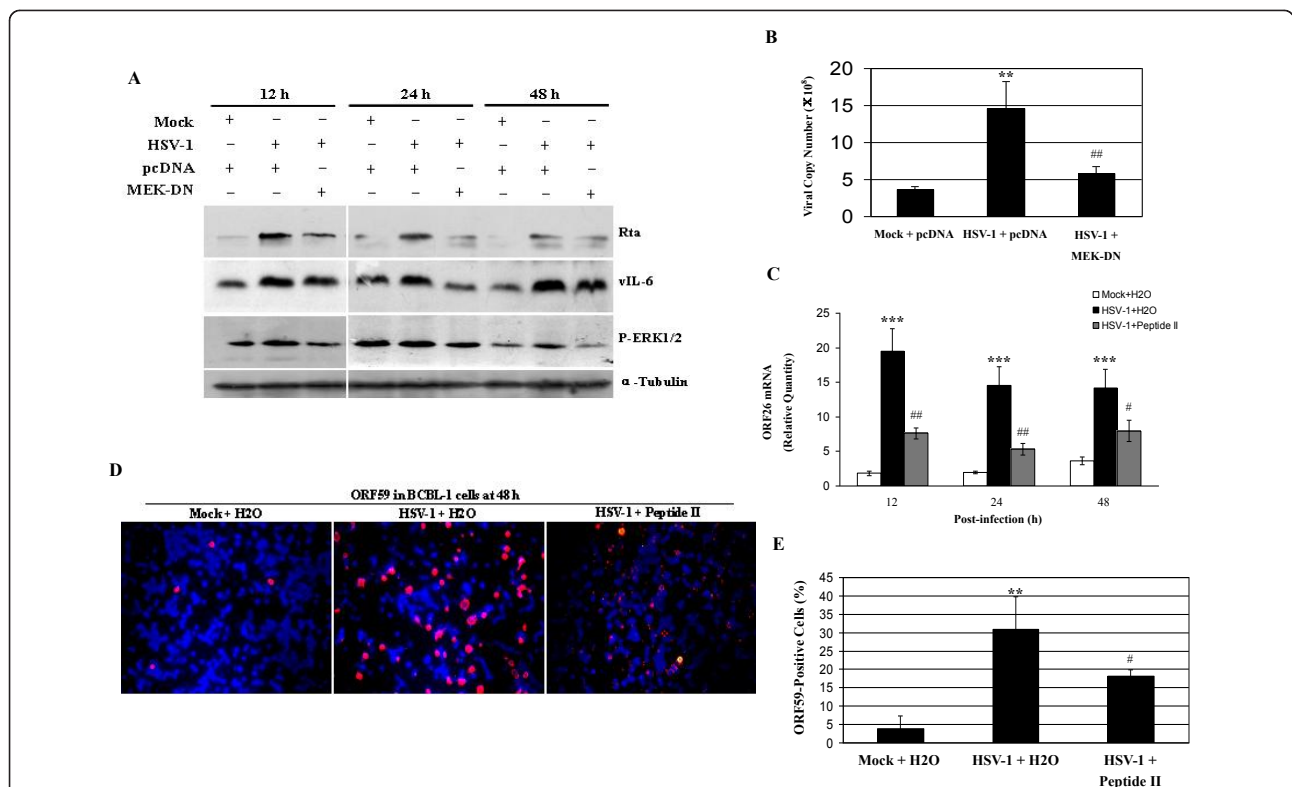 A
12 h 24 h 48 h
Mock + − − + − − + − −
HSV-1 − + + − + + − + +
pcDNA + + − + + − + + −
MEK-DN − − + − − + − − +
Rta
vIL-6
P-ERK1/2
α-Tubulin
B
Viral Copy Number (X10⁸)
20
15
10
5
0
**
##
Mock + pcDNA HSV-1 + pcDNA HSV-1 +
MEK-DN
C
Mock+H2O
HSV-1+H2O
HSV-1+Peptide II
ORF26 mRNA
(Relative Quantity)
25
20
15
10
5
0
*** *** ***
## ## #
12 24 48
Post-infection (h)
D
ORF59 in BCBL-1 cells at 48 h
Mock + H2O HSV-1 + H2O HSV-1 + Peptide II
E
ORF59-Positive Cells (%)
45
40
35
30
25
20
15
10
5
0
**
#
Mock + H2O HSV-1 + H2O HSV-1 +
Peptide II